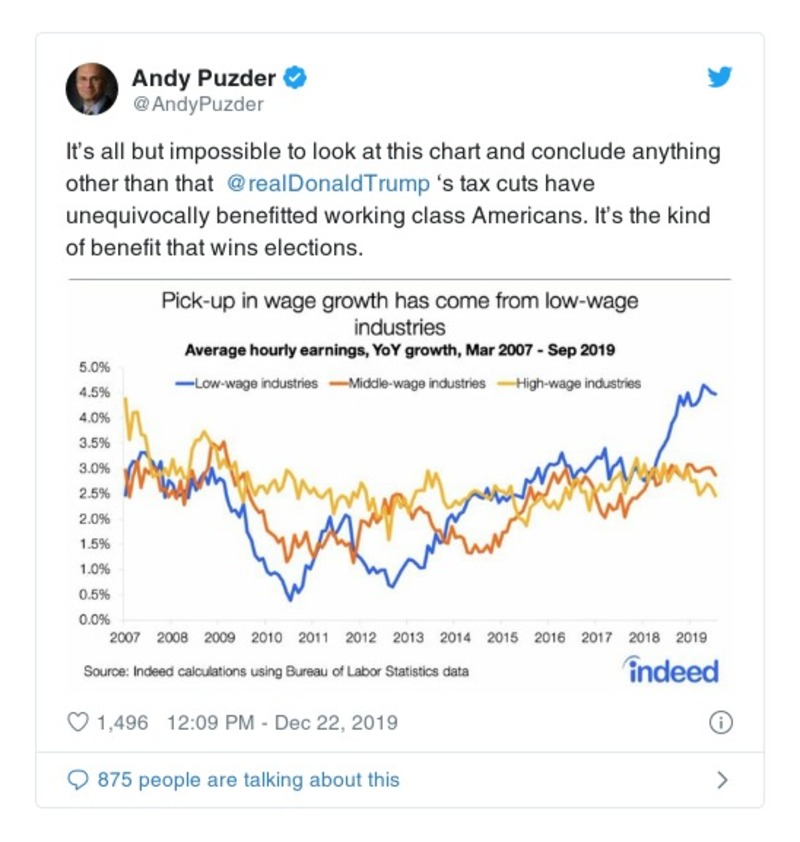 Andy Puzder
@AndyPuzder
It’s all but impossible to look at this chart and conclude anything
other than that @realDonaldTrump ‘s tax cuts have
unequivocally benefitted working class Americans. It’s the kind
of benefit that wins elections.
Pick-up in wage growth has come from low-wage
industries
Average hourly earnings, YoY growth, Mar 2007 - Sep 2019
Low-wage industries Middle-wage industries High-wage industries
5.0%
4.5%
4.0%
3.5%
3.0%
2.5%
2.0%
1.5%
1.0%
0.5%
0.0%
2007 2008 2009 2010 2011 2012 2013 2014 2015 2016 2017 2018 2019
Source: Indeed calculations using Bureau of Labor Statistics data
indeed
1,496 12:09 PM - Dec 22, 2019
875 people are talking about this